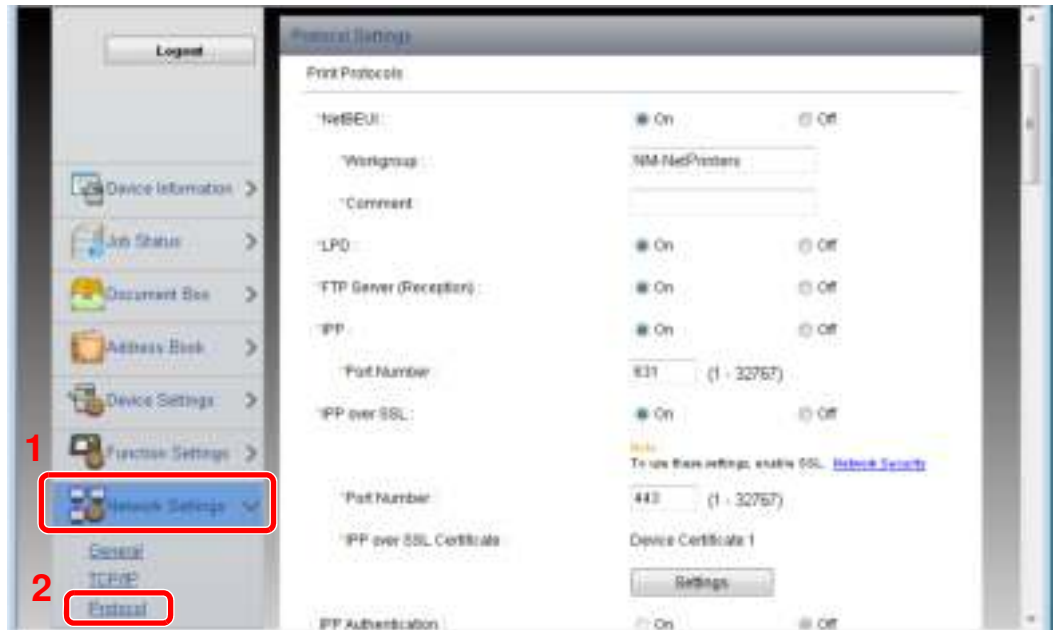 Logout
Protocol Settings
Print Protocols
*NetBEUI : On Off
*Workgroup : NM-NetPrinters
*Comment
*LPD : On Off
*FTP Server (Reception) : On Off
*IPP : On Off
*Port Number : 631 (1 - 32767)
*IPP over SSL : On Off
Note
To use these settings, enable SSL. Network Security
*Port Number : 443 (1 - 32767)
*IPP over SSL Certificate Device Certificate 1
Settings
IPP Authentication : On Off
Device Information
Job Status
Document Box
Address Book
Device Settings
Function Settings
1
Network Settings
General
TCP/IP
2
Protocol